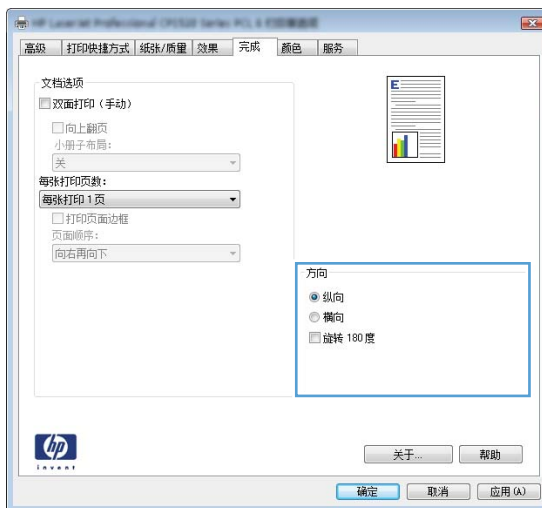 高级 打印快捷方式 纸张/质量 效果 完成 颜色 服务
文档选项
双面打印（手动）
向上翻页
小册子布局：
关
每张打印页数：
每张打印 1 页
打印页面边框
页面顺序：
向右再向下
E
方向
纵向
横向
旋转 180 度
hp
invent
关于...
帮助
确定 取消 应用 (A)